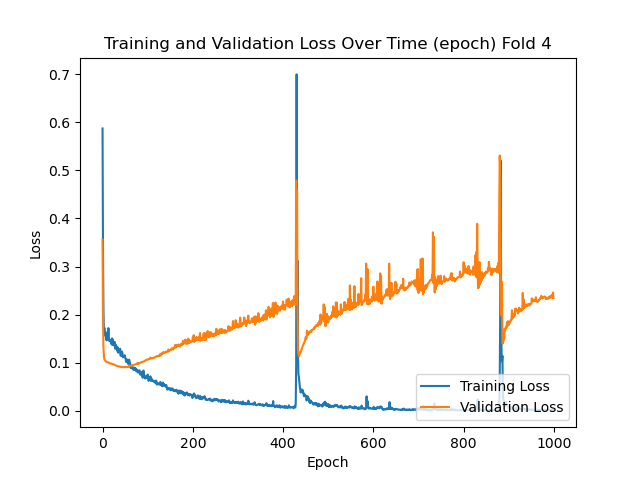 Training and Validation Loss Over Time (epoch) Fold 4
0.7
0.6
0.5
0.4
0.3
0.2
0.1
0.0
Loss
Training Loss
Validation Loss
0 200 400 600 800 1000
Epoch